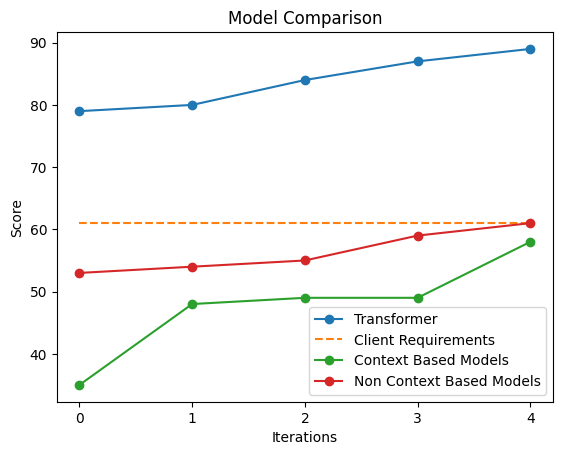 Model Comparison
Score
90
80
70
60
50
40
0 1 2 3 4
Iterations
Transformer
Client Requirements
Context Based Models
Non Context Based Models